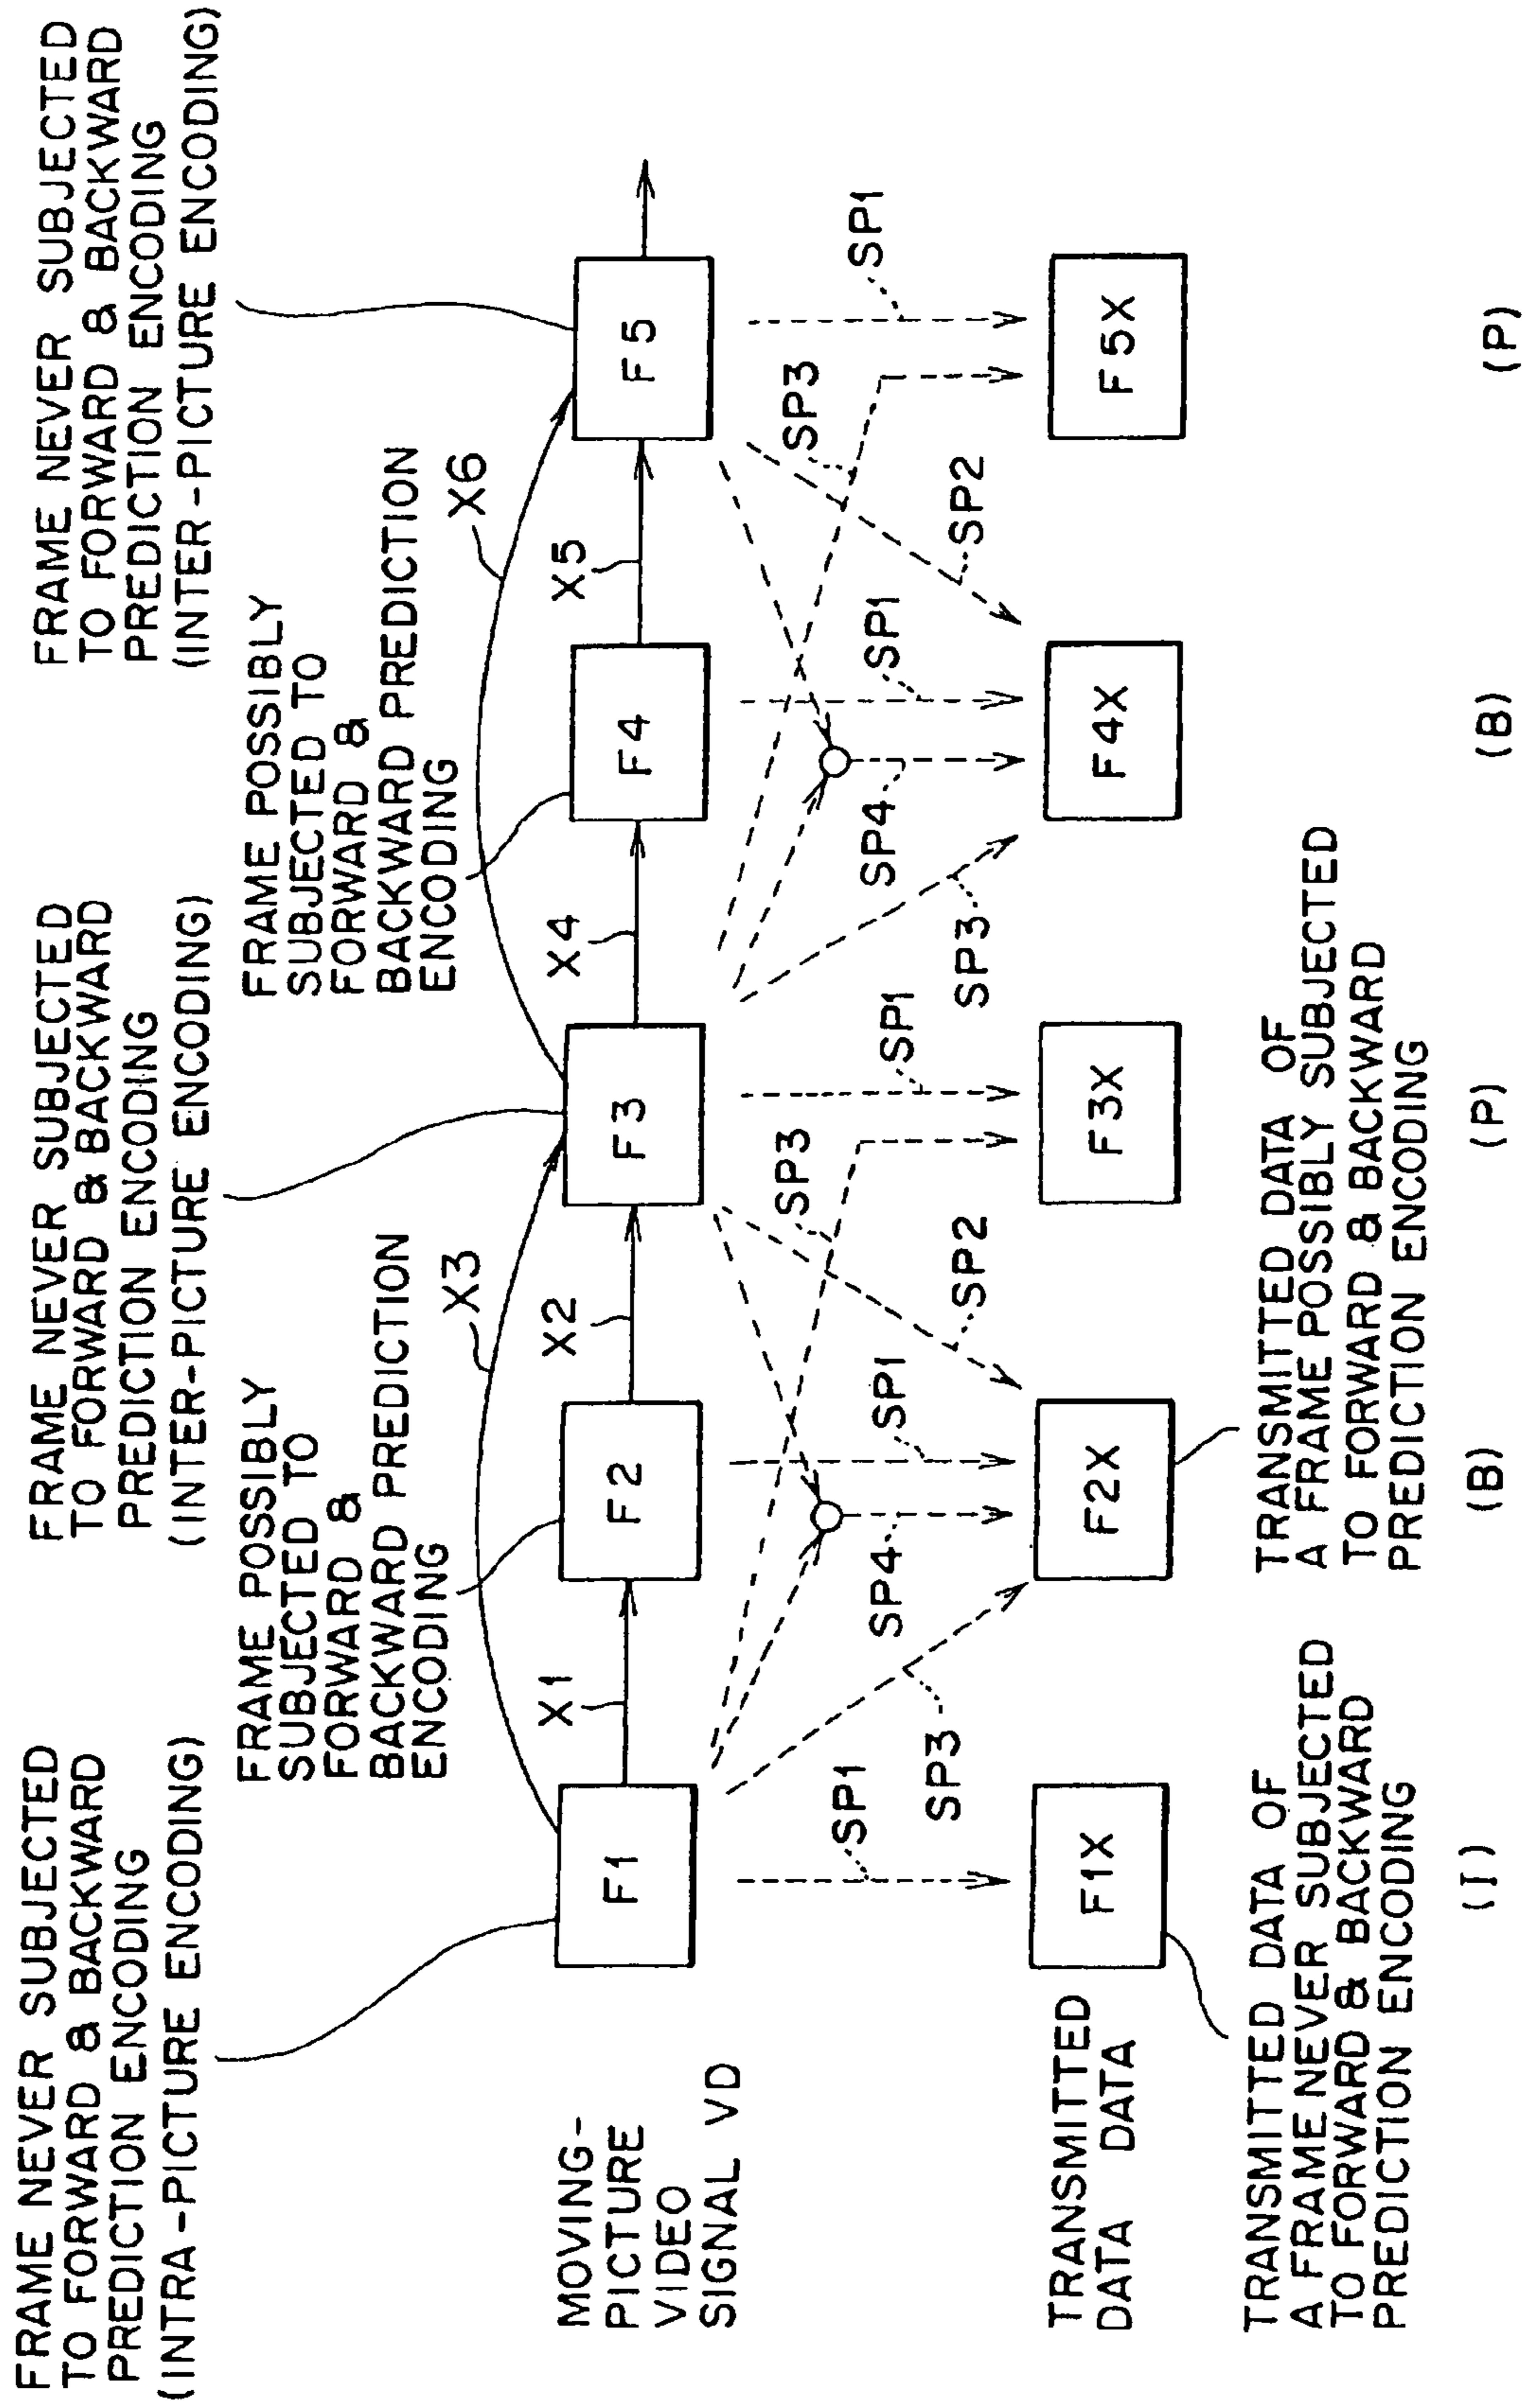 FRAME NEVER SUBJECTED
TO FORWARD & BACKWARD
PREDICTION ENCODING
(INTRA-PICTURE ENCODING)
FRAME NEVER SUBJECTED
TO FORWARD & BACKWARD
PREDICTION ENCODING
(INTER-PICTURE ENCODING)
FRAME NEVER SUBJECTED
TO FORWARD & BACKWARD
PREDICTION ENCODING
(INTER-PICTURE ENCODING)
FRAME POSSIBLY
SUBJECTED TO
FORWARD &
BACKWARD PREDICTION
ENCODING
FRAME POSSIBLY
SUBJECTED TO
FORWARD &
BACKWARD PREDICTION
ENCODING
X3
X6
X1
X2
X4
X5
MOVING-
PICTURE
VIDEO
SIGNAL VD
F1
F2
F3
F4
F5
SP1
SP3
SP4
SP1
SP3
SP2
SP1
SP3
SP4
SP1
SP3
SP2
SP1
TRANSMITTED
DATA DATA
F1X
F2X
F3X
F4X
F5X
TRANSMITTED DATA OF
A FRAME NEVER SUBJECTED
TO FORWARD & BACKWARD
PREDICTION ENCODING
TRANSMITTED DATA OF
A FRAME POSSIBLY SUBJECTED
TO FORWARD & BACKWARD
PREDICTION ENCODING
(I)
(B)
(P)
(B)
(P)